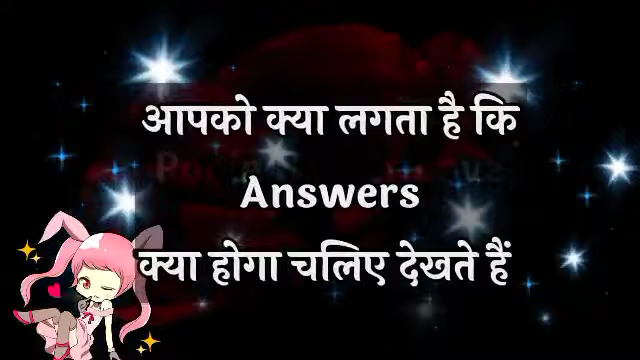 आपको क्या लगता है कि
Answers
क्या होगा चलिए देखते हैं